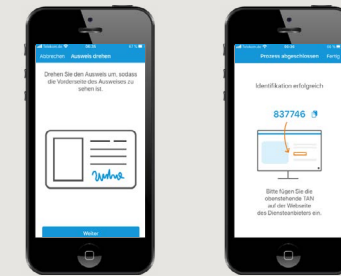 Abbrechen Ausweis drehen
Drehen Sie den Ausweis um, sodass
die Vorderseite des Ausweises zu
sehen ist.
Weiter
Prozess abgeschlossen Fertig
Identifikation erfolgreich
837746
Bitte fügen Sie die
obenstehende TAN
auf der Webseite
des Diensteanbieters ein.